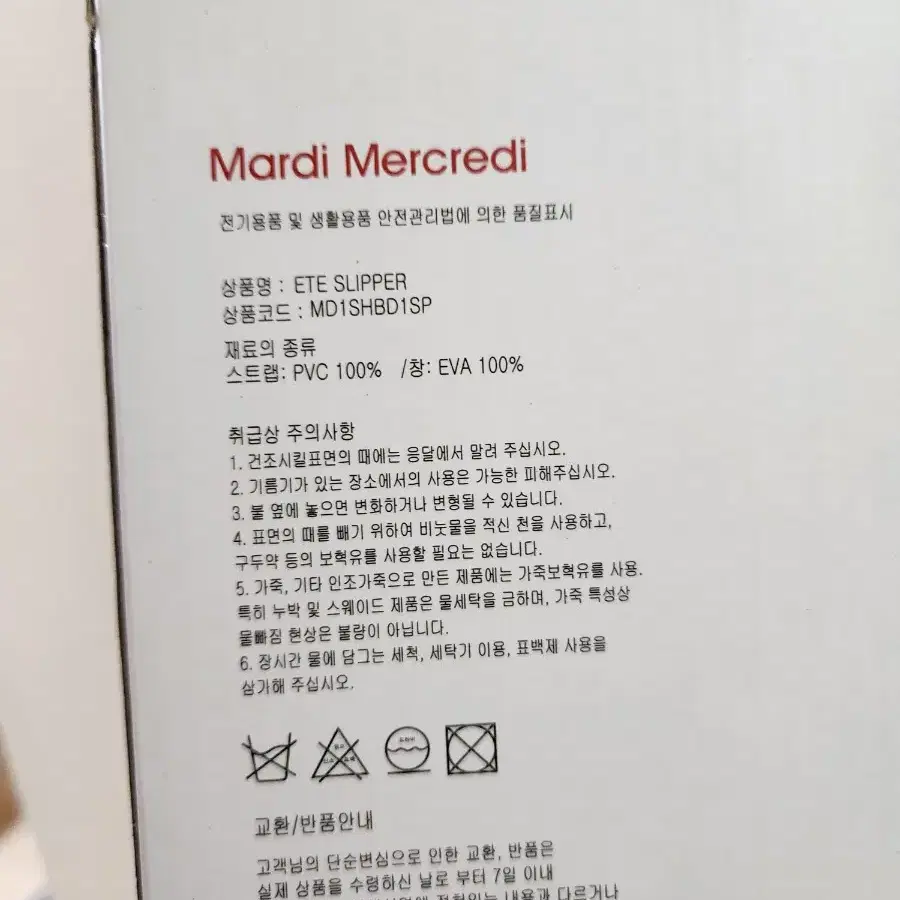 Mardi Mercredi
전기용품 및 생활용품 안전관리법에 의한 품질표시
상품명 : ETE SLIPPER
상품코드 : MD1SHBD1SP
재료의 종류
스트랩: PVC 100% /창: EVA 100%
취급상 주의사항
1. 건조시킬표면의 때에는 응달에서 말려 주십시오.
2. 기름기가 있는 장소에서의 사용은 가능한 피해주십시오.
3. 불 옆에 놓으면 변화하거나 변형될 수 있습니다.
4. 표면의 때를 빼기 위하여 비눗물을 적신 천을 사용하고,
구두약 등의 보혁유를 사용할 필요는 없습니다.
5. 가죽, 기타 인조가죽으로 만든 제품에는 가죽보혁유를 사용.
특히 누박 및 스웨이드 제품은 물세탁을 금하며, 가죽 특성상
물빠짐 현상은 불량이 아닙니다.
6. 장시간 물에 담그는 세척, 세탁기 이용, 표백제 사용을
삼가해 주십시오.
교환/반품안내
고객님의 단순변심으로 인한 교환, 반품은
실제 상품을 수령하신 날로 부터 7일 이내
내용과 다르거나